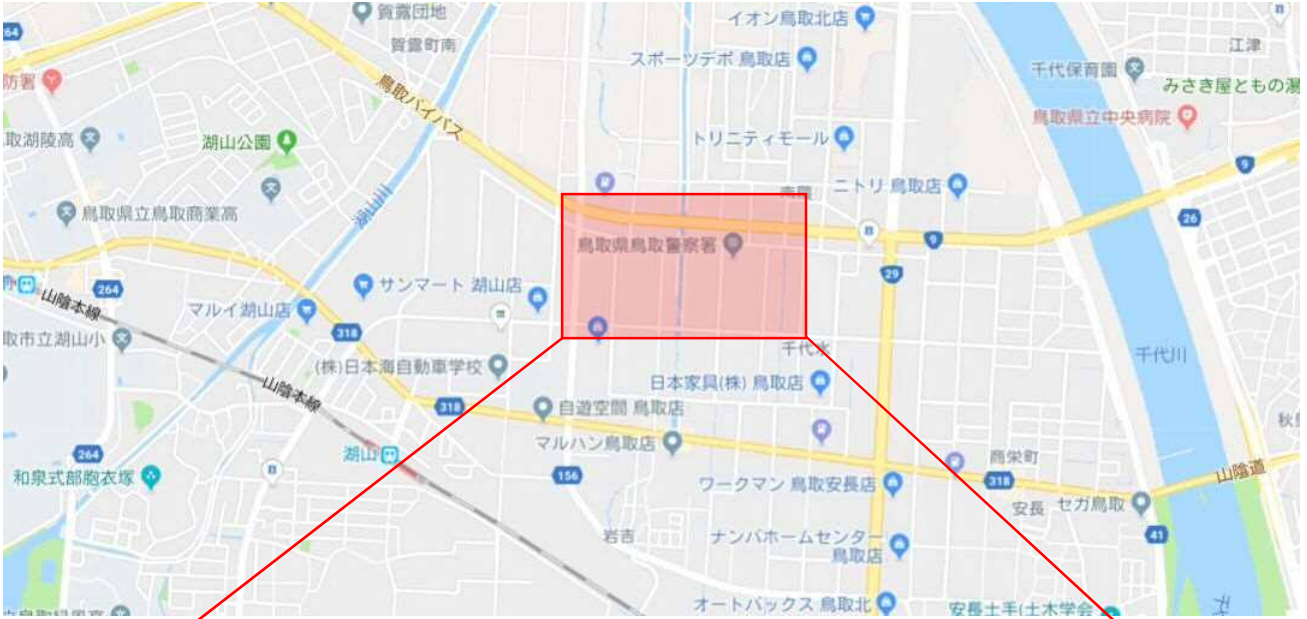 賀露団地
イオン鳥取北店
64
賀露町南
江津
スポーツデポ 鳥取店
千代保育園
防署
みさき屋ともの湯
鳥取バイパス
鳥取県立中央病院
取湖陵高
湖山公園
トリニティモール
9
ニトリ 鳥取店
鳥取県立鳥取商業高
26
鳥取県鳥取警察署
9
29
サンマート 湖山店
264
山陰本線
マルイ湖山店
318
取市立湖山小
千代水
千代川
(株)日本海自動車学校
日本家具(株) 鳥取店
山陰本線
318
自遊空間 鳥取店
マルハン鳥取店
264
湖山
商栄町
和泉式部胞衣塚
156
318
山陰道
ワークマン 鳥取安長店
安長
セガ鳥取
岩吉
ナンバホームセンター
鳥取店
41
オートバックス 鳥取北
安長土手(土木学会